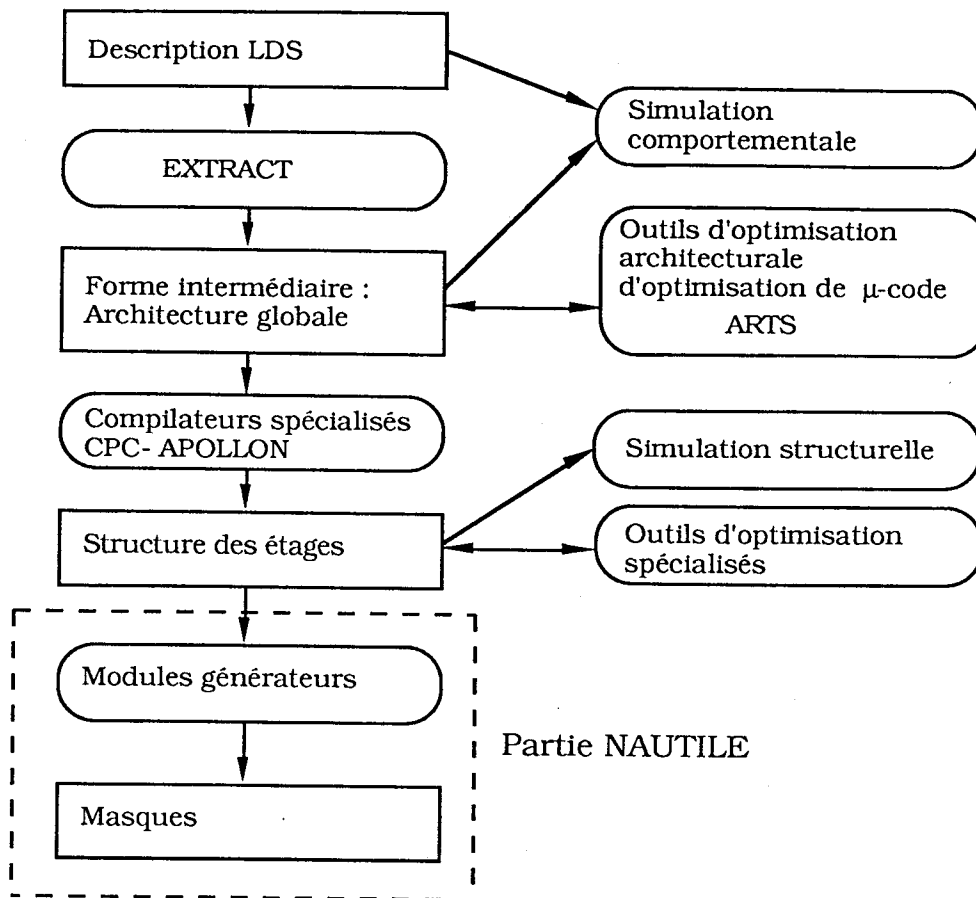 Description LDS
Simulation
comportementale
EXTRACT
Outils d'optimisation
architecturale
d'optimisation de µ-code
ARTS
Forme intermédiaire :
Architecture globale
Compilateurs spécialisés
CPC- APOLLON
Simulation structurelle
Structure des étages
Outils d'optimisation
spécialisés
Modules générateurs
Partie NAUTILE
Masques